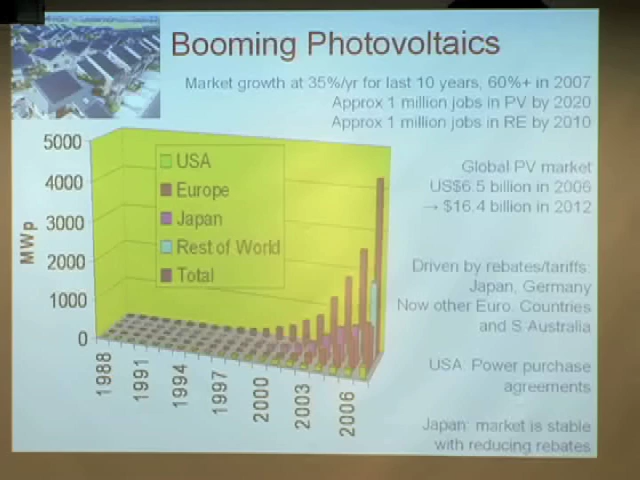 Booming Photovoltaics
Market growth at 35%/yr for last 10 years, 60%+ in 2007
Approx 1 million jobs in PV by 2020
Approx 1 million jobs in RE by 2010
Global PV market
US$6.5 billion in 2006
→ $16.4 billion in 2012
Driven by rebates/tariffs:
Japan, Germany
Now other Euro. Countries
and S Australia
USA: Power purchase
agreements
Japan: market is stable
with reducing rebates
MWp
5000
4000
3000
2000
1000
0
USA
Europe
Japan
Rest of World
Total
1988
1991
1994
1997
2000
2003
2006